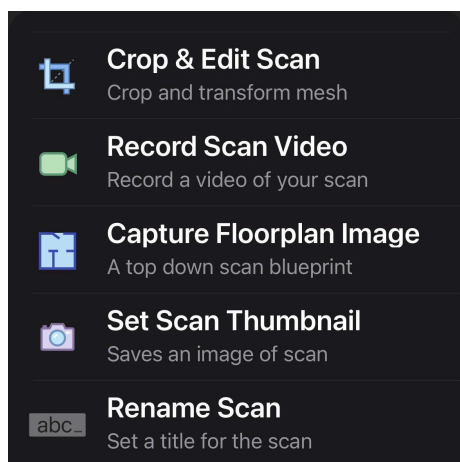 Crop & Edit Scan
Crop and transform mesh
Record Scan Video
Record a video of your scan
Capture Floorplan Image
A top down scan blueprint
Set Scan Thumbnail
Saves an image of scan
Rename Scan
abc_
Set a title for the scan